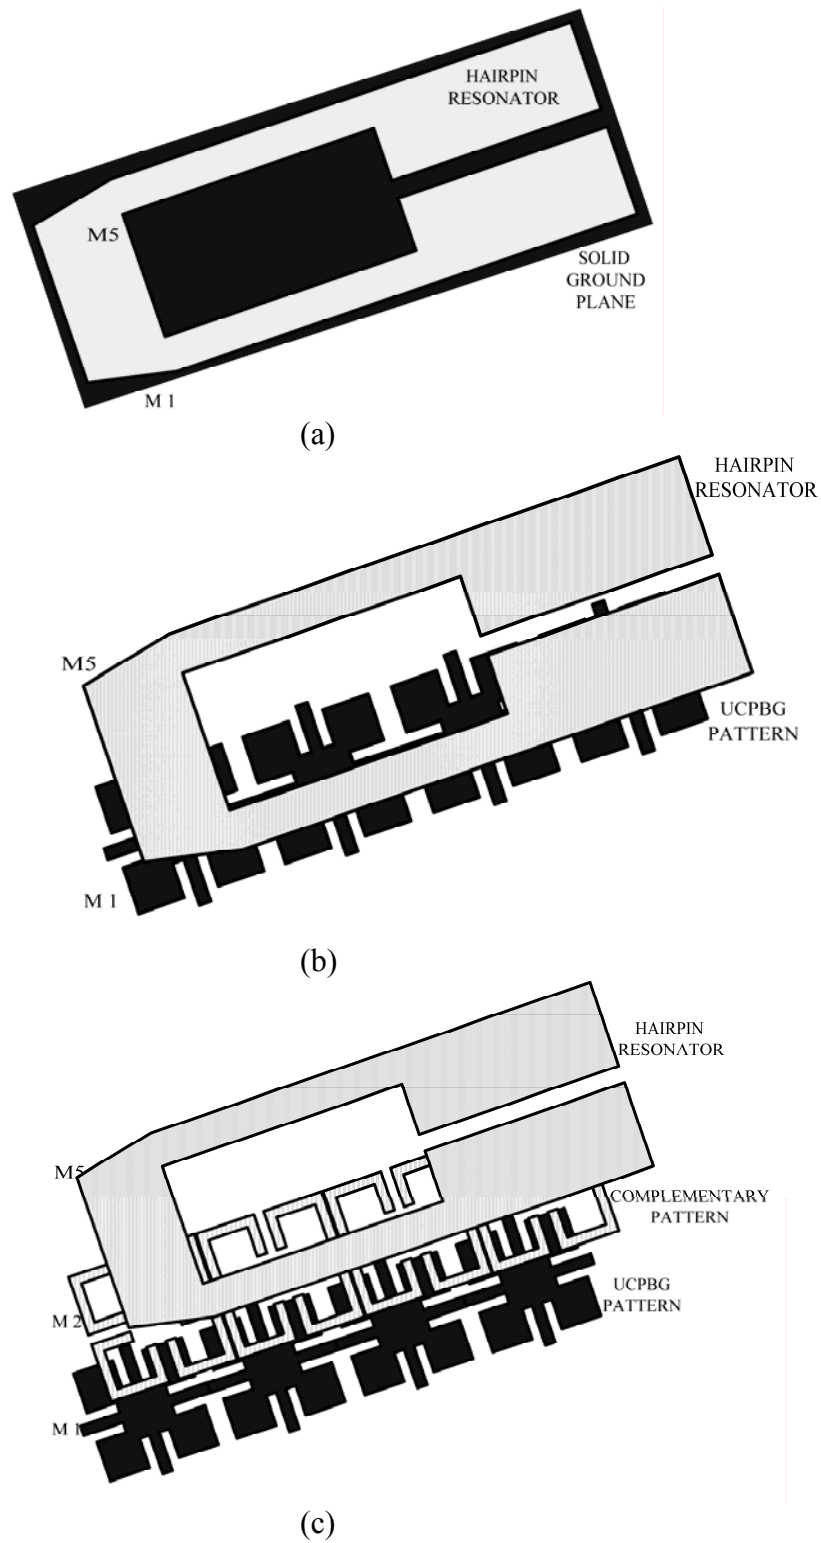 HAIRPIN
RESONATOR
M5
SOLID
GROUND
PLANE
M 1
(a)
HAIRPIN
RESONATOR
M5
UCPBG
PATTERN
M 1
(b)
HAIRPIN
RESONATOR
M5
COMPLEMENTARY
PATTERN
UCPBG
PATTERN
M 2
M 1
(c)